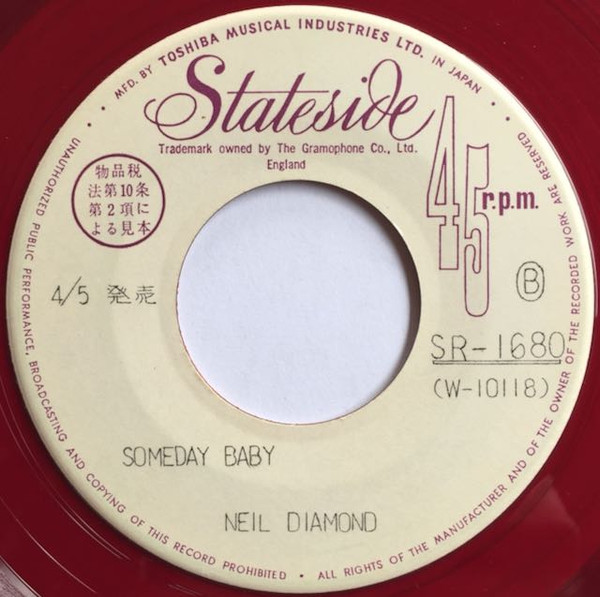 MFD. BY TOSHIBA MUSICAL INDUSTRIES LTD. IN JAPAN
Stateside
Trademark owned by The Gramophone Co., Ltd.
England
45 r.p.m.
物品税
法第10条
第2項に
よる見本
4/5 発売
B
SR-1680
(W-10118)
SOMEDAY BABY
NEIL DIAMOND
UNAUTHORIZED PUBLIC PERFORMANCE, BROADCASTING AND COPYING OF THIS RECORD PROHIBITED • ALL RIGHTS OF THE MANUFACTURER AND OF THE OWNER OF THE RECORDED WORK ARE RESERVED